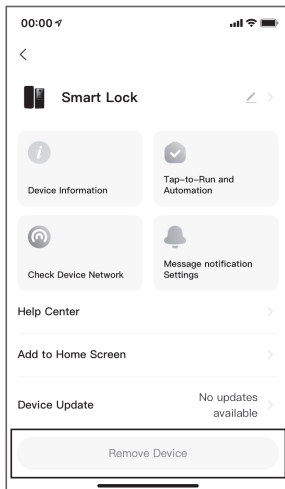 00:00
Smart Lock
Device Information
Tap-to-Run and
Automation
Check Device Network
Message notification
Settings
Help Center
Add to Home Screen
Device Update
No updates
available
Remove Device